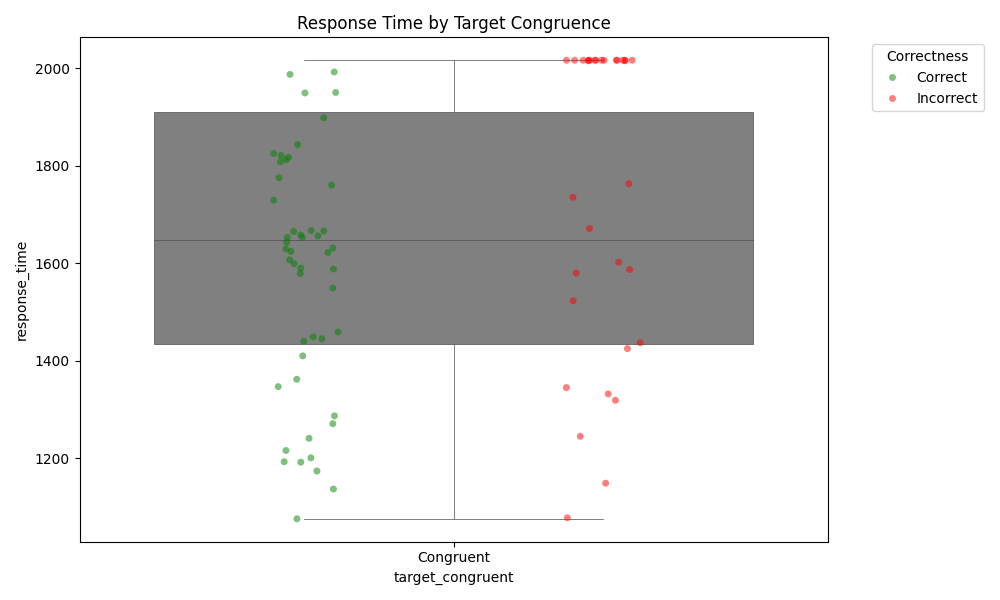 Response Time by Target Congruence
Correctness
Correct
Incorrect
response_time
2000
1800
1600
1400
1200
Congruent
target_congruent